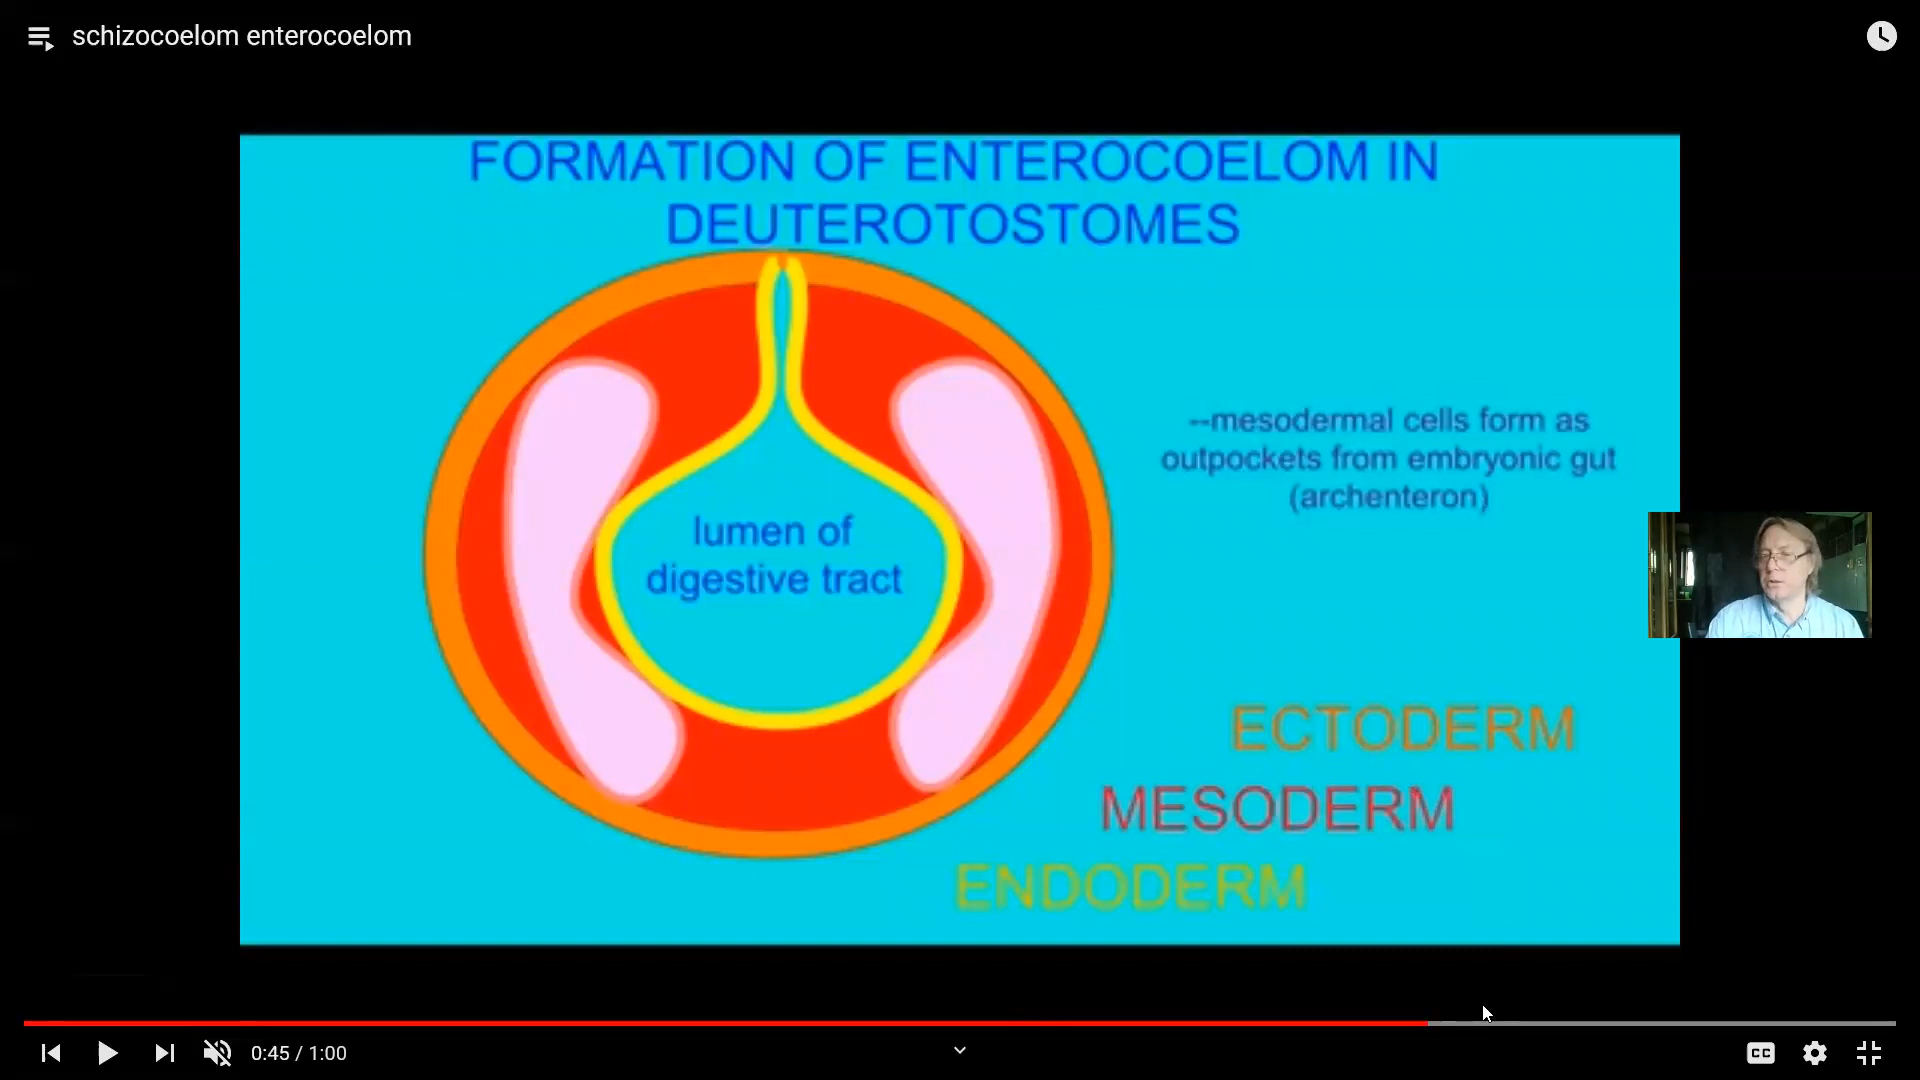 schizocoelom enterocoelom
FORMATION OF ENTEROCOELOM IN
DEUTEROTOSTOMES
--mesodermal cells form as
outpockets from embryonic gut
(archenteron)
lumen of
digestive tract
ECTODERM
MESODERM
ENDODERM
0:45 / 1:00
CC